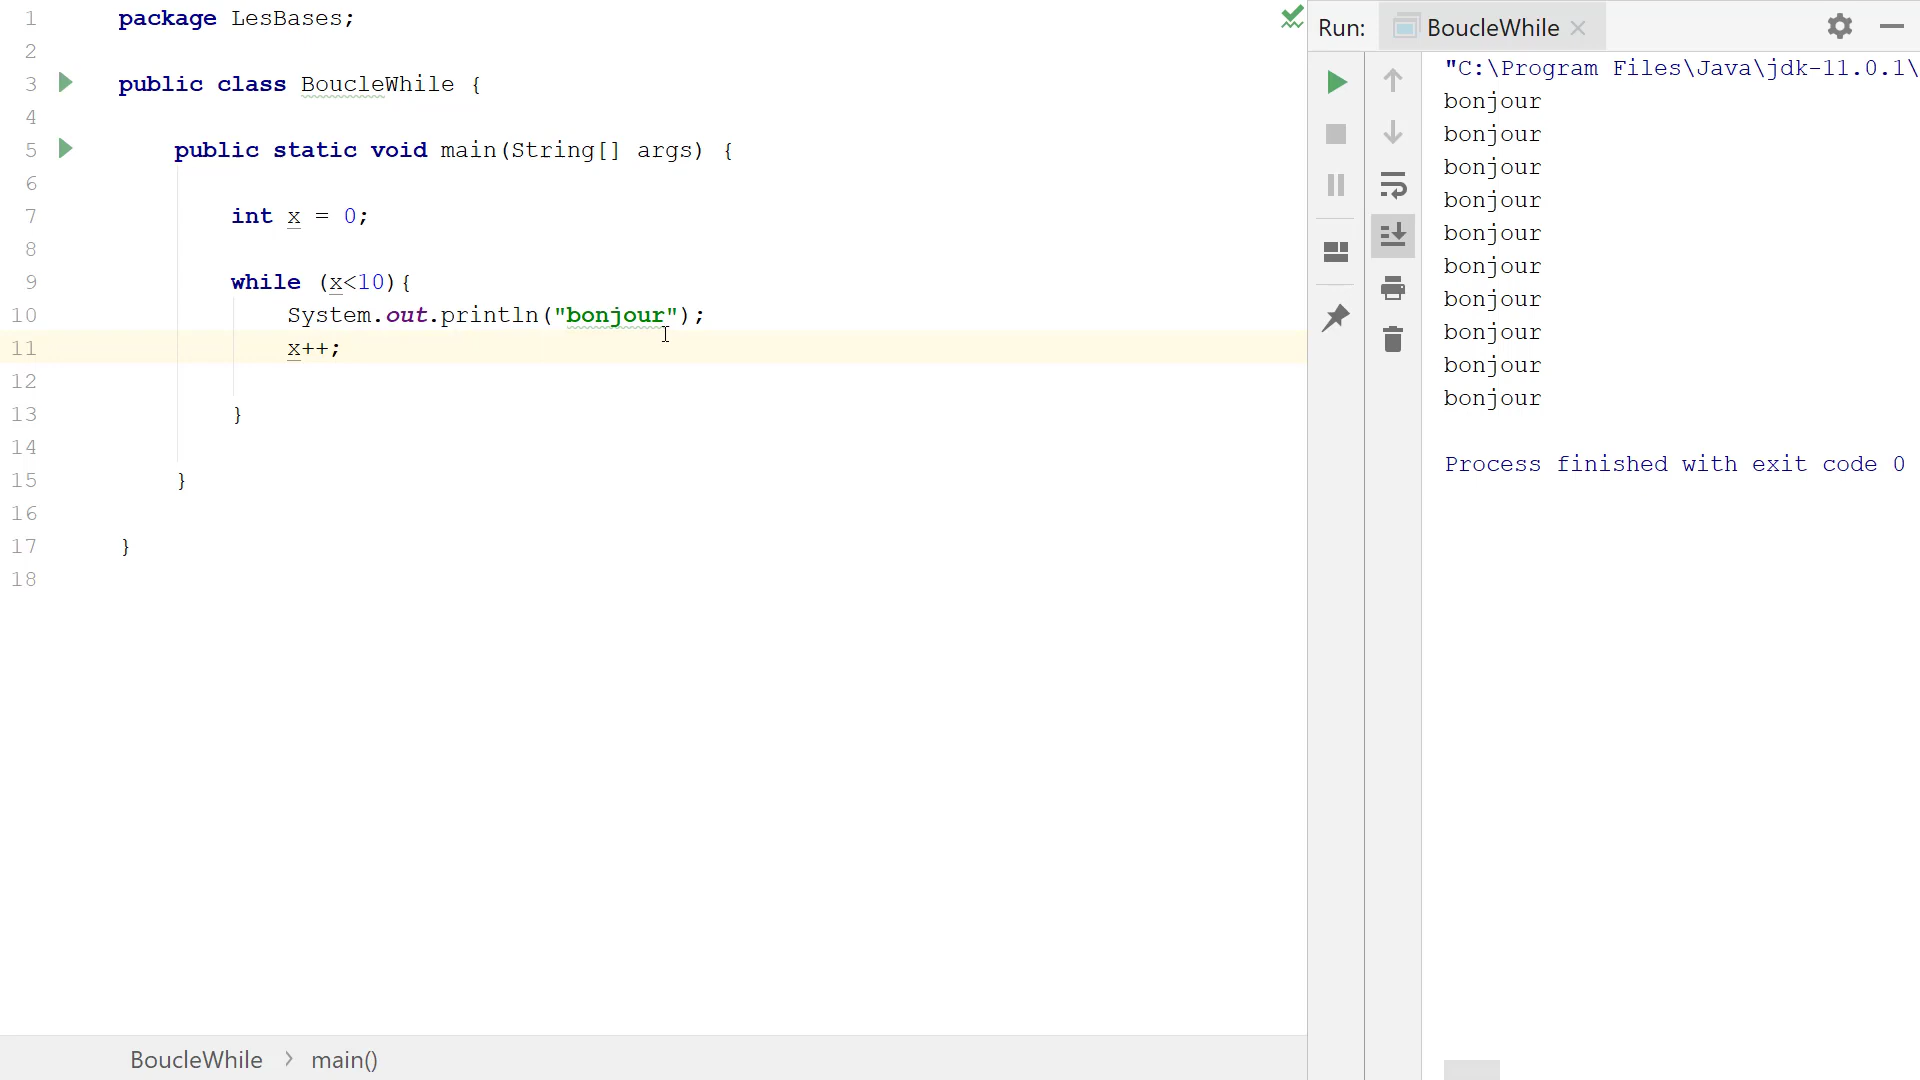 1 package LesBases;
2
3 public class BoucleWhile {
4
5 public static void main(String[] args) {
6
7 int x = 0;
8
9 while (x<10){
10 System.out.println("bonjour");
11 x++;
12
13 }
14
15 }
16
17 }
18
BoucleWhile > main()
Run: BoucleWhile
"C:\Program Files\Java\jdk-11.0.1\
bonjour
bonjour
bonjour
bonjour
bonjour
bonjour
bonjour
bonjour
bonjour
bonjour
Process finished with exit code 0